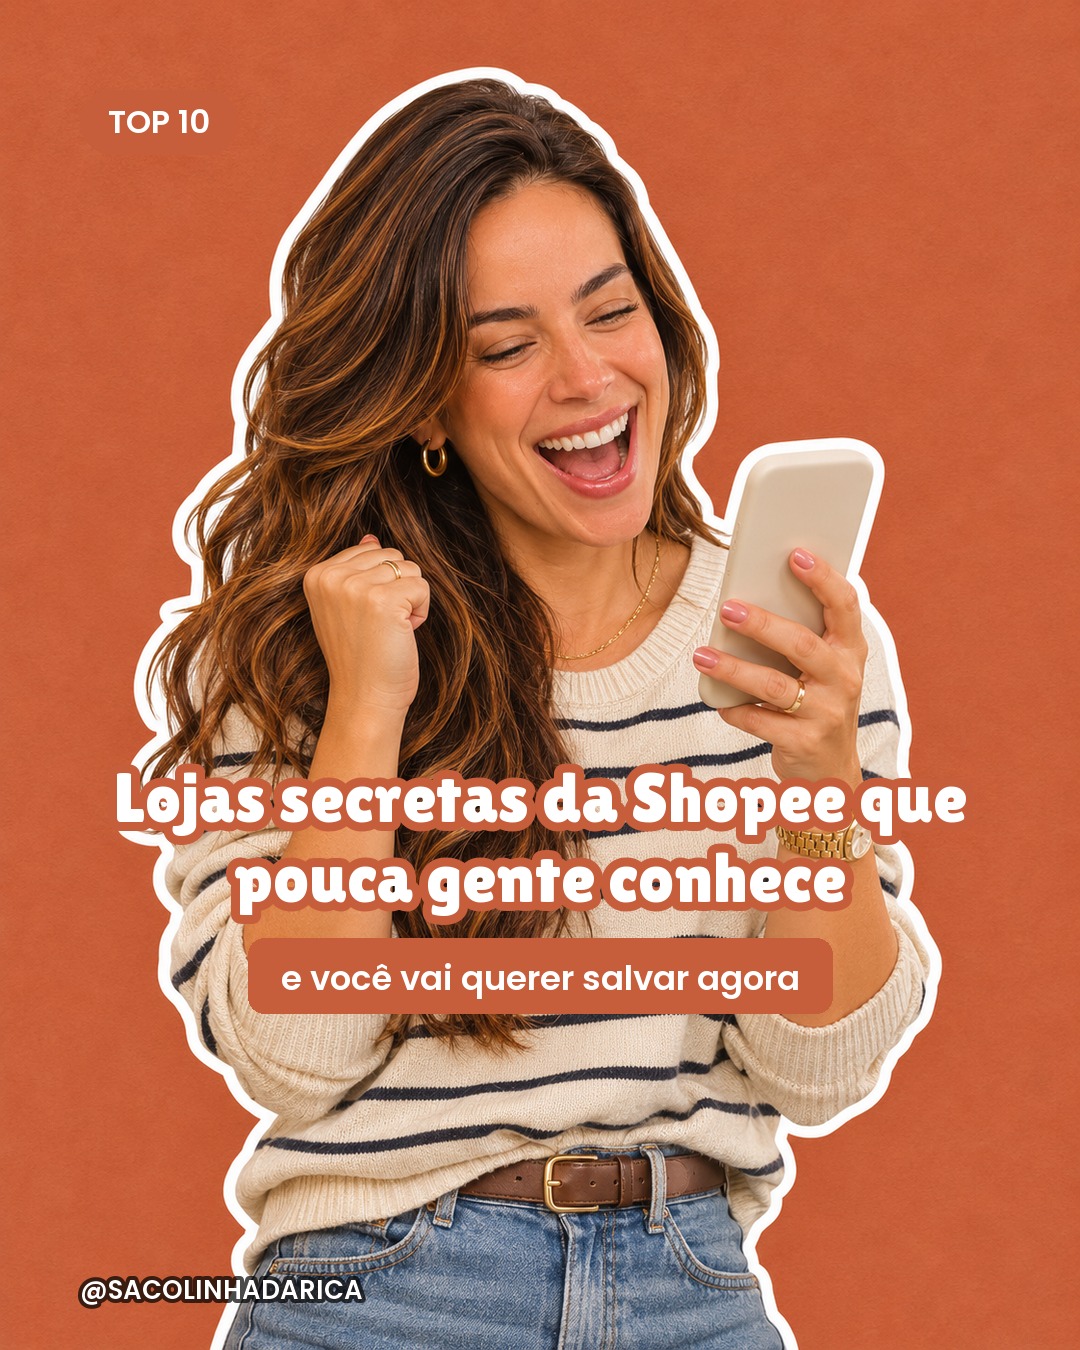 TOP 10
Lojas secretas da Shopee que
pouca gente conhece
e você vai querer salvar agora
@SACOLINHADARICA